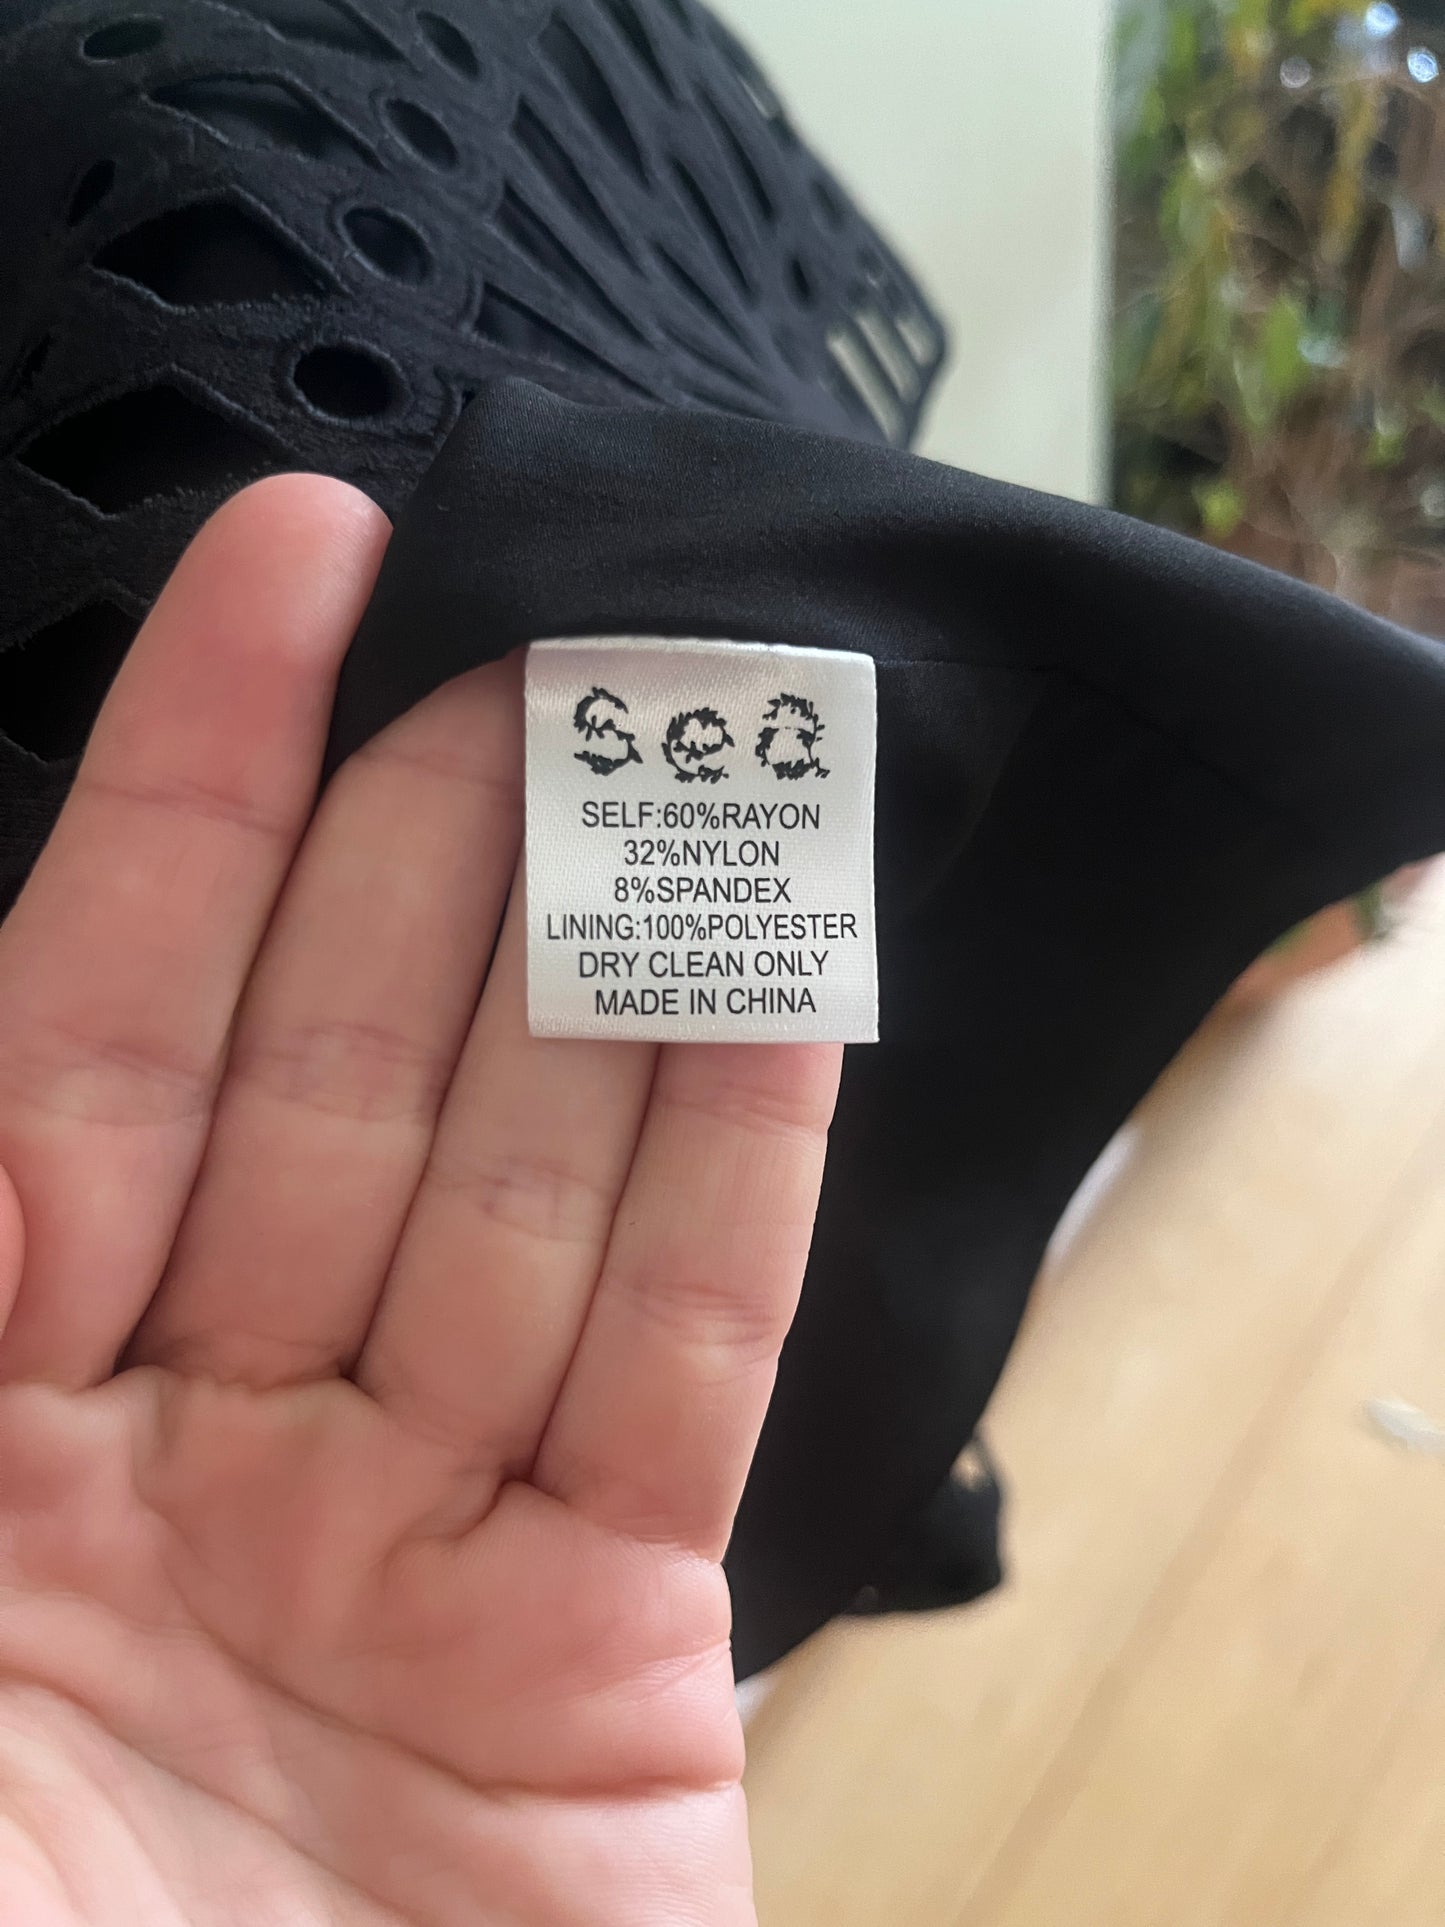 Sea
SELF:60%RAYON
32%NYLON
8%SPANDEX
LINING:100%POLYESTER
DRY CLEAN ONLY
MADE IN CHINA